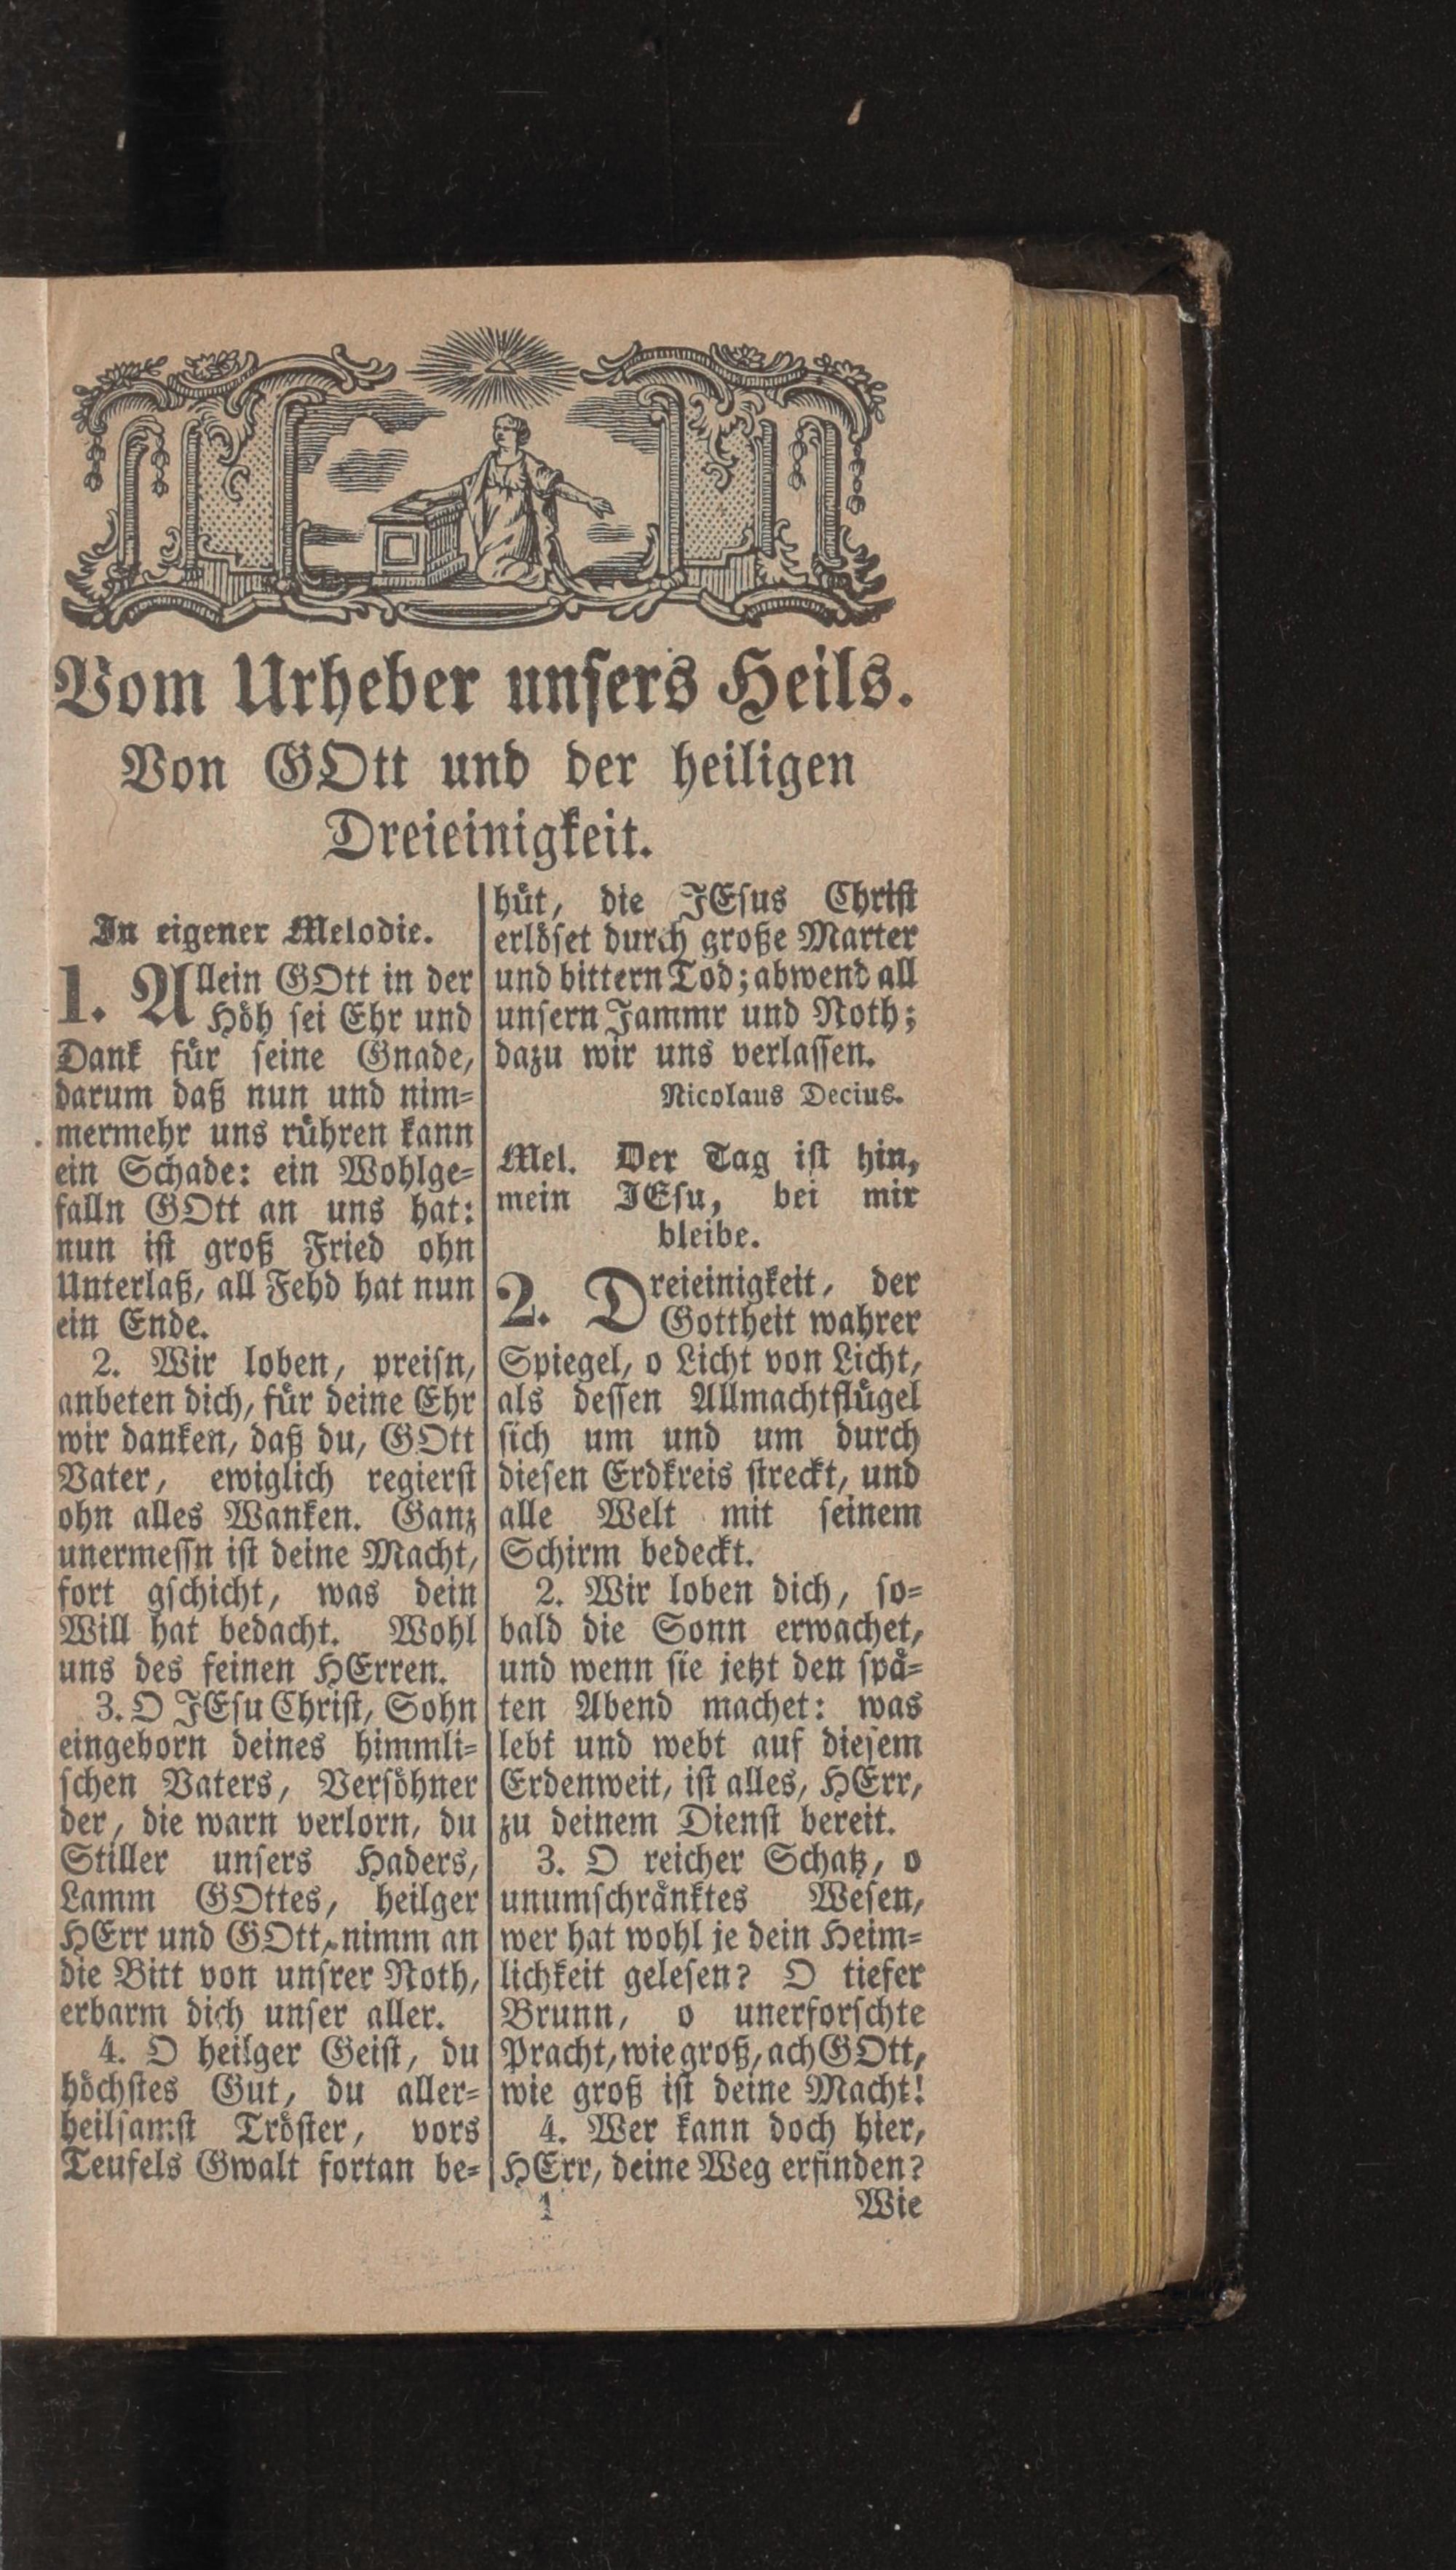 Vom Urheber unsers Heils.
Von GOtt und der heiligen
Dreieinigkeit.
In eigener Melodie.
1. Allein GOtt in der
Höh sei Ehr und
Dank für seine Gnade,
darum daß nun und nim-
mermehr uns rühren kann
ein Schade: ein Wohlge-
falln GOtt an uns hat:
nun ist groß Fried ohn
Unterlaß, all Fehd hat nun
ein Ende.
2. Wir loben, preisn,
anbeten dich, für deine Ehr
wir danken, daß du, GOtt
Vater, ewiglich regierst
ohn alles Wanken. Ganz
unermessn ist deine Macht,
fort gschicht, was dein
Will hat bedacht. Wohl
uns des feinen HErren.
3. O JEsu Christ, Sohn
eingeborn deines himmli-
schen Vaters, Versöhner
der, die warn verlorn, du
Stiller unsers Haders,
Lamm GOttes, heilger
HErr und GOtt, nimm an
die Bitt von unsrer Noth,
erbarm dich unser aller.
4. O heilger Geist, du
höchstes Gut, du aller-
heilsamst Tröster, vors
Teufels Gwalt fortan be-
hüt, die JEsus Christ
erlöset durch große Marter
und bittern Tod; abwend all
unsern Jammr und Noth;
dazu wir uns verlassen.
Nicolaus Decius.
Mel. Der Tag ist hin,
mein JEsu, bei mir
bleibe.
2. Dreieinigkeit, der
Gottheit wahrer
Spiegel, o Licht von Licht,
als dessen Allmachtflügel
sich um und um durch
diesen Erdkreis streckt, und
alle Welt mit seinem
Schirm bedeckt.
2. Wir loben dich, so-
bald die Sonn erwachet,
und wenn sie jetzt den spä-
ten Abend machet: was
lebt und webt auf diesem
Erdenweit, ist alles, HErr,
zu deinem Dienst bereit.
3. O reicher Schatz, o
unumschränktes Wesen,
wer hat wohl je dein Heim-
lichkeit gelesen? O tiefer
Brunn, o unerforschte
Pracht, wie groß, ach GOtt,
wie groß ist deine Macht!
4. Wer kann doch hier,
HErr, deine Weg erfinden?
1 Wie